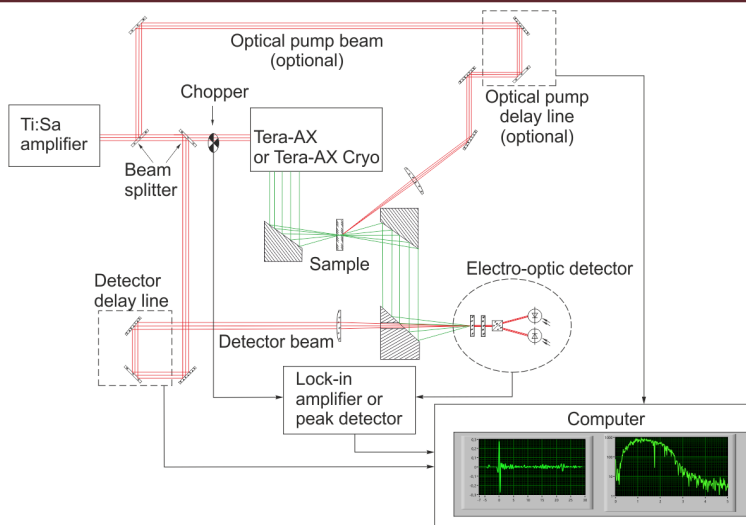 Optical pump beam
(optional)
Chopper
Optical pump
delay line
(optional)
Ti:Sa
amplifier
Tera-AX
or Tera-AX Cryo
Beam
splitter
Sample
Electro-optic detector
Detector
delay line
Detector beam
Lock-in
amplifier or
peak detector
Computer